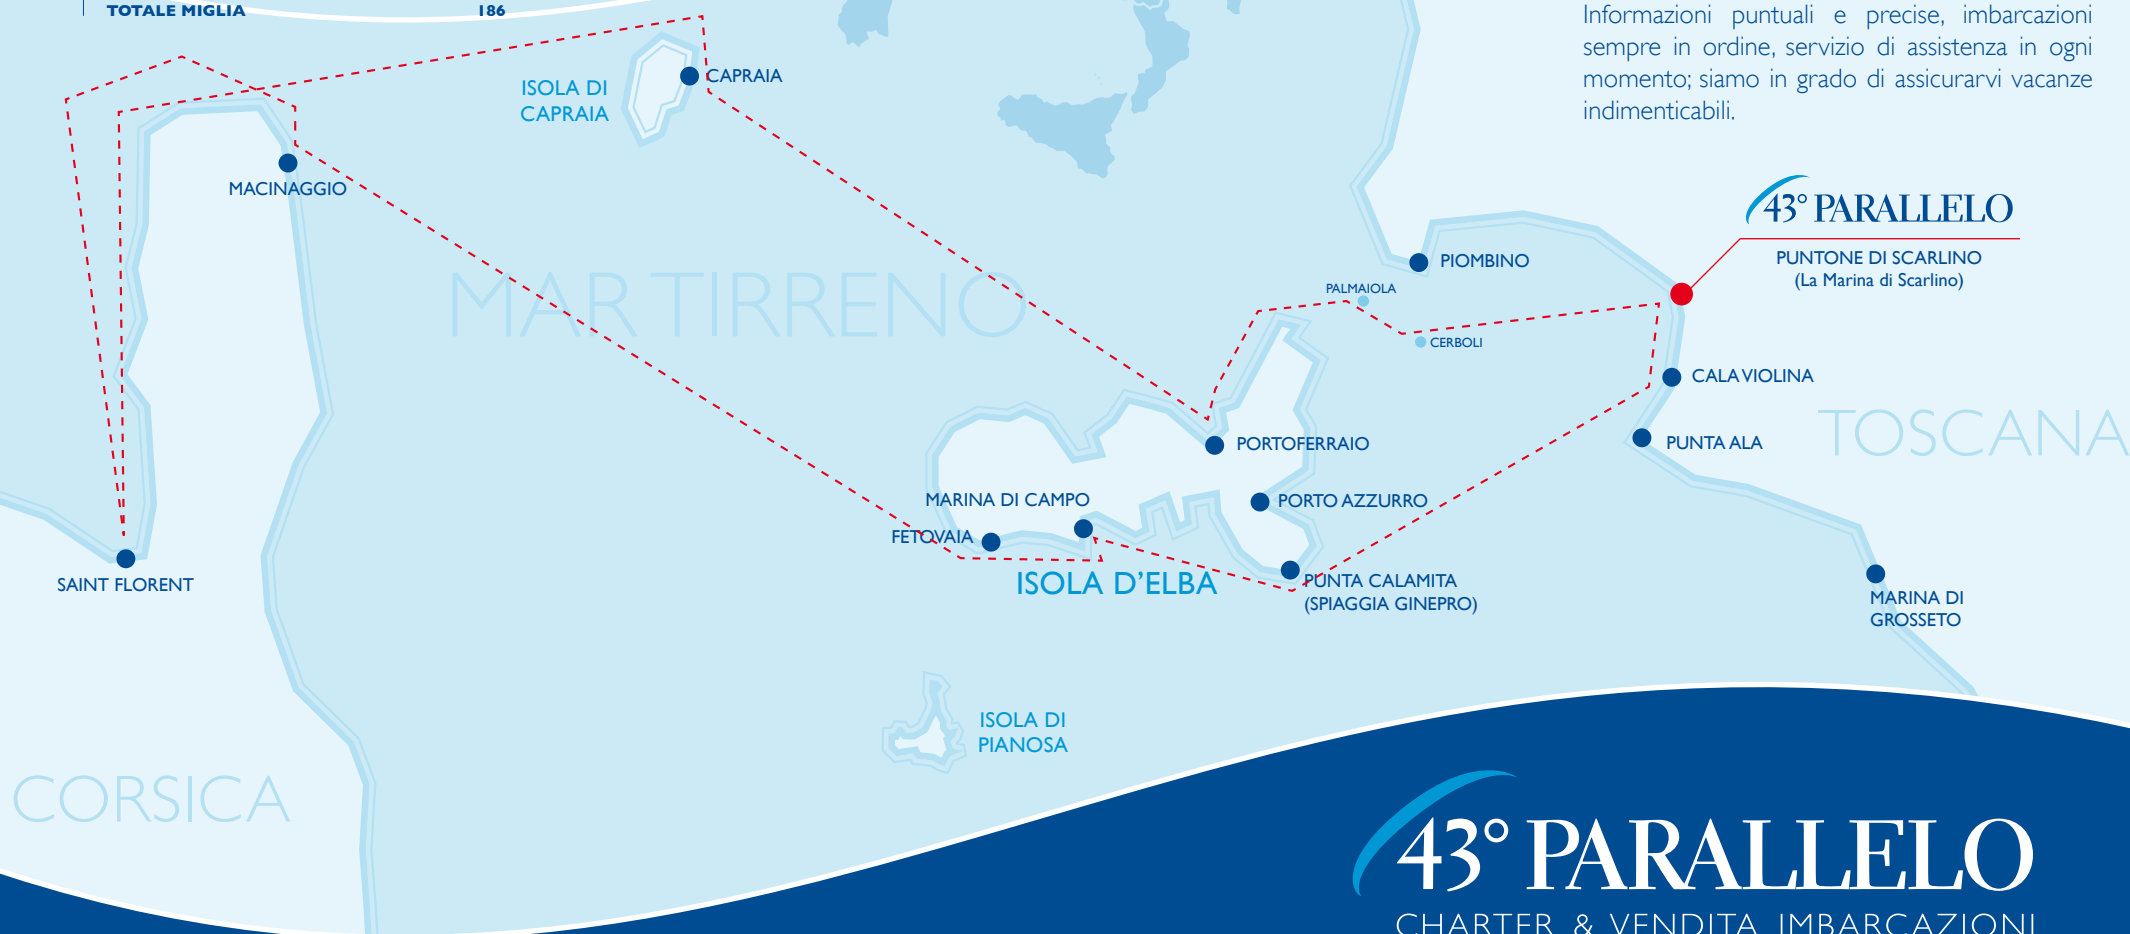 TOTALE MIGLIA 186
Informazioni puntuali e precise, imbarcazioni
sempre in ordine, servizio di assistenza in ogni
momento; siamo in grado di assicurarvi vacanze
indimenticabili.
ISOLA DI
CAPRAIA
CAPRAIA
MACINAGGIO
43° PARALLELO
PUNTONE DI SCARLINO
(La Marina di Scarlino)
PIOMBINO
PALMAIOLA
CERBOLI
MAR TIRRENO
CALA VIOLINA
TOSCANA
PUNTA ALA
PORTOFERRAIO
MARINA DI CAMPO
PORTO AZZURRO
FETOVAIA
ISOLA D'ELBA
PUNTA CALAMITA
(SPIAGGIA GINEPRO)
SAINT FLORENT
MARINA DI
GROSSETO
ISOLA DI
PIANOSA
CORSICA
43° PARALLELO
CHARTER & VENDITA IMBARCAZIONI